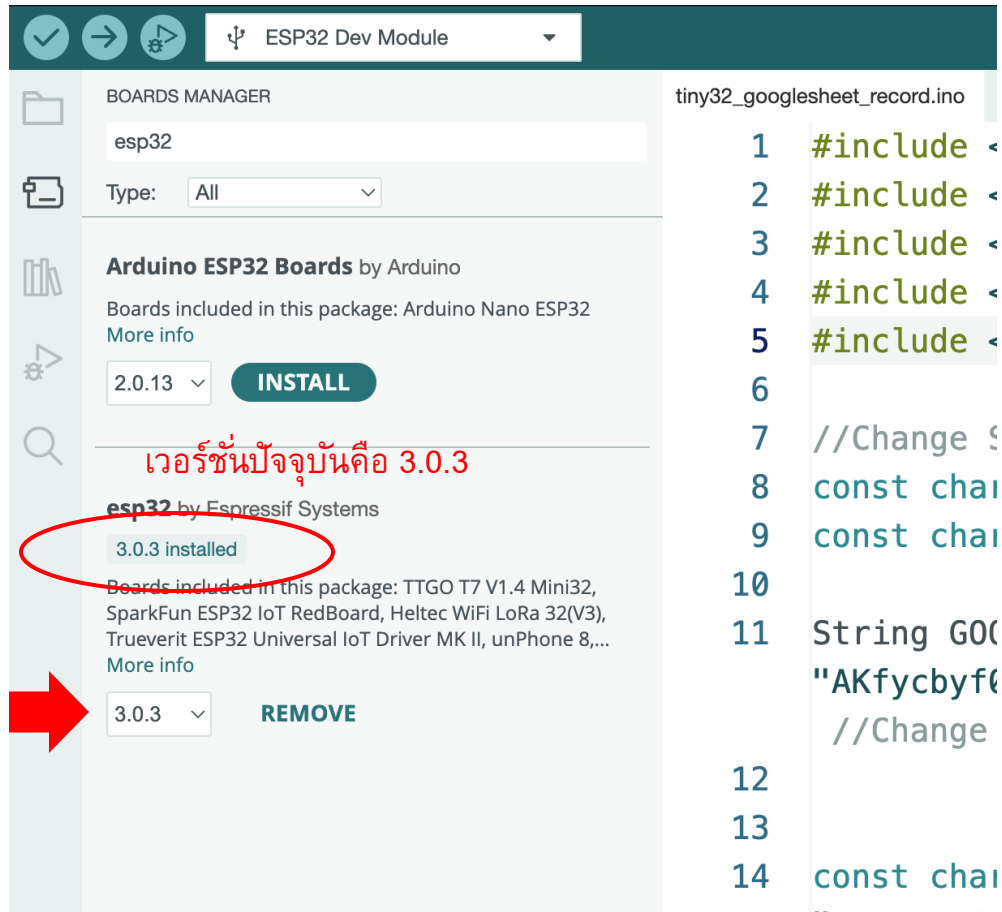 ESP32 Dev Module
BOARDS MANAGER
esp32
Type: All
Arduino ESP32 Boards by Arduino
Boards included in this package: Arduino Nano ESP32
More info
2.0.13 INSTALL
เวอร์ชั่นปัจจุบันคือ 3.0.3
esp32 by Espressif Systems
3.0.3 installed
Boards included in this package: TTGO T7 V1.4 Mini32,
SparkFun ESP32 IoT RedBoard, Heltec WiFi LoRa 32(V3),
Trueverit ESP32 Universal IoT Driver MK II, unPhone 8,...
More info
3.0.3 REMOVE
tiny32_googlesheet_record.ino
1 #include <
2 #include <
3 #include <
4 #include <
5 #include <
6
7 //Change S
8 const char
9 const char
10
11 String GOO
"AKfycbyf0
//Change
12
13
14 const char